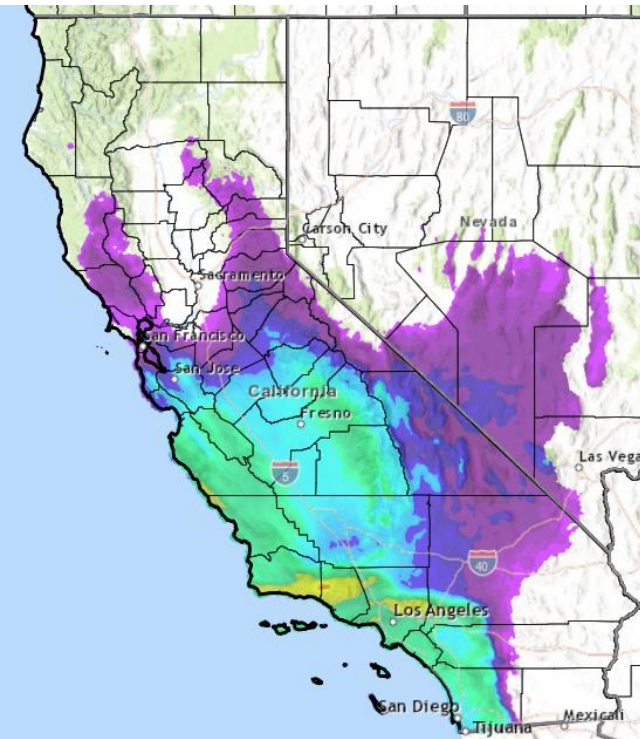 80
Carson City
Nevada
Sacramento
San Francisco
San Jose
California
Fresno
Las Vega
5
40
Los Angeles
San Diego
Tijuana
Mexicali